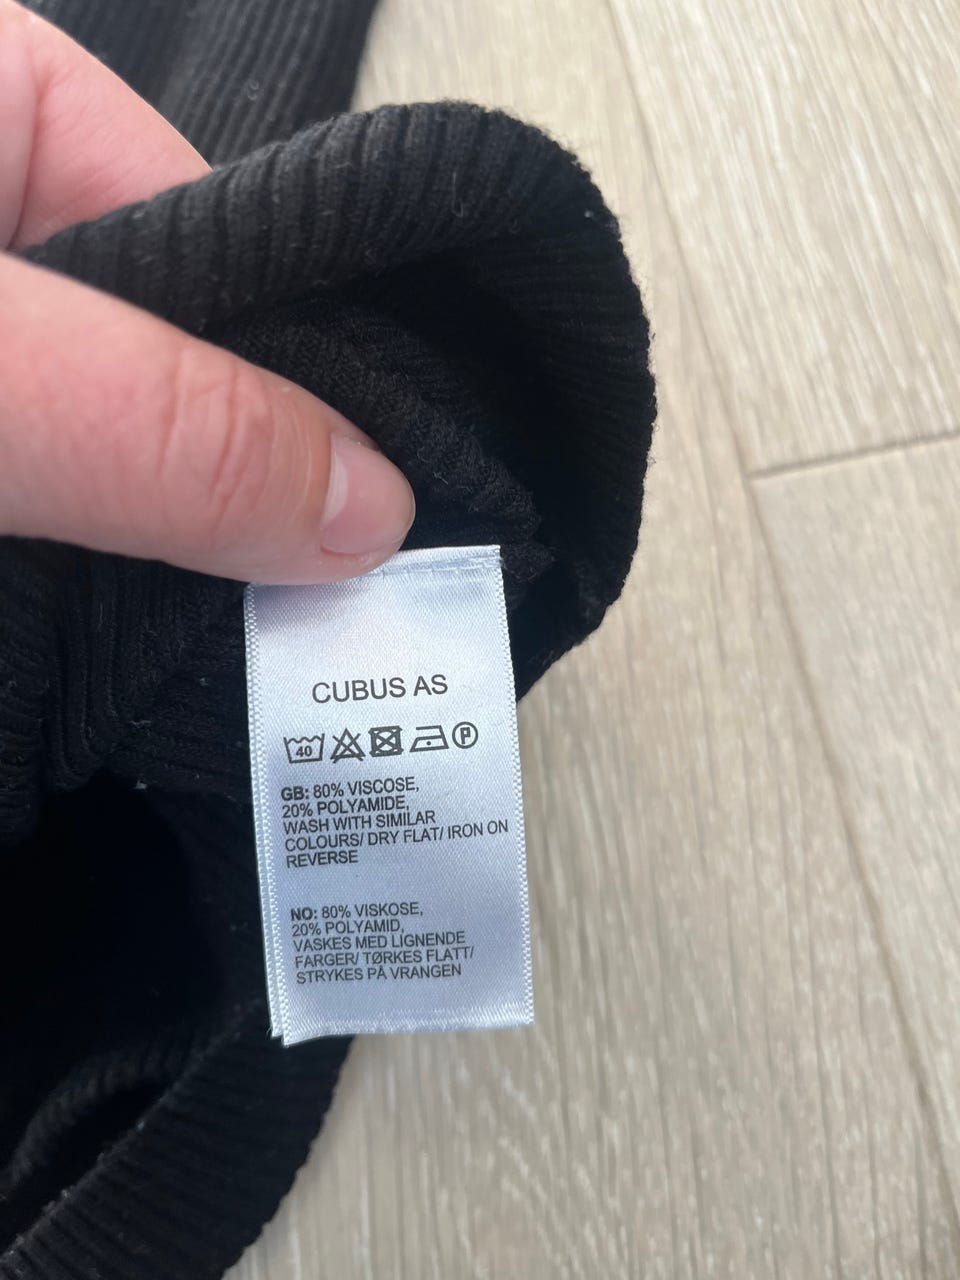 CUBUS AS
40 P
GB: 80% VISCOSE,
20% POLYAMIDE,
WASH WITH SIMILAR
COLOURS/ DRY FLAT/ IRON ON
REVERSE
NO: 80% VISKOSE,
20% POLYAMID,
VASKES MED LIGNENDE
FARGER/ TØRKES FLATT/
STRYKES PÅ VRANGEN